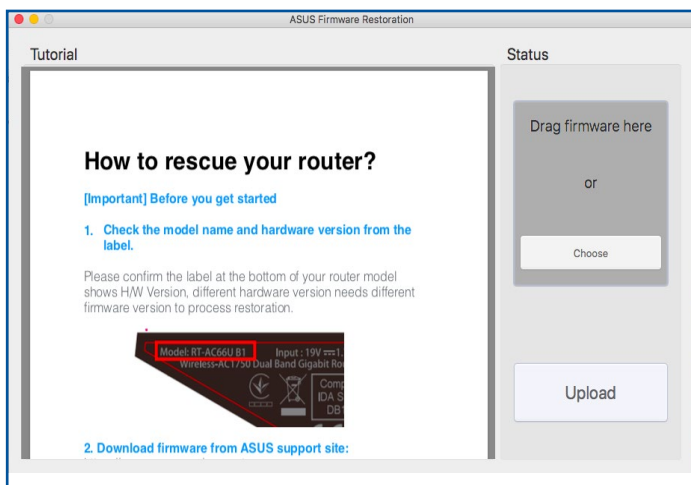 ASUS Firmware Restoration
Tutorial
Status
How to rescue your router?
[Important] Before you get started
1. Check the model name and hardware version from the
label.
Please confirm the label at the bottom of your router model
shows H/W Version, different hardware version needs different
firmware version to process restoration.
Model: RT-AC66U B1 Input : 19V
Wireless-AC1750 Dual Band Gigabit
IDA
2. Download firmware from ASUS support site:
Drag firmware here
or
Choose
Upload